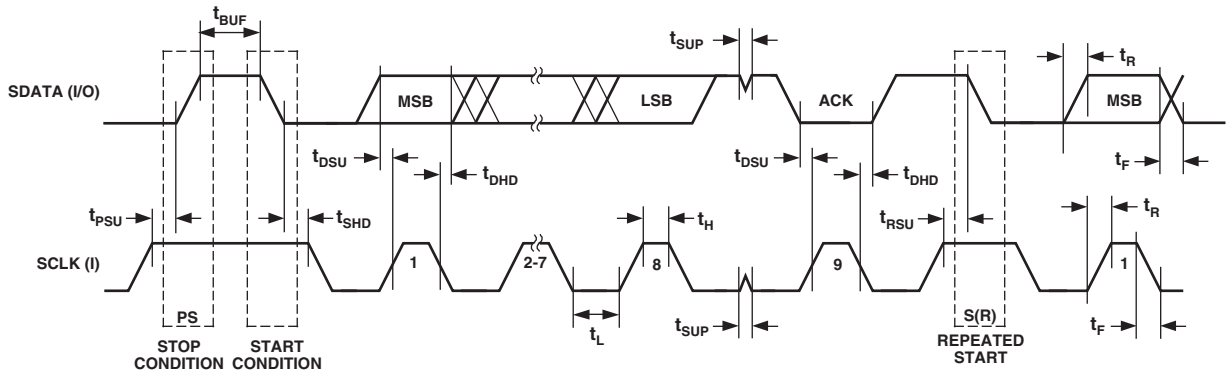 tBUF
tSUP
tR
SDATA (I/O)
MSB
LSB
ACK
MSB
tDSU
tDHD
tDSU
tDHD
tF
tPSU
tSHD
tH
tRSU
tR
SCLK (I)
1
2-7
8
9
1
PS
tL
tSUP
S(R)
tF
STOP
CONDITION
START
CONDITION
REPEATED
START